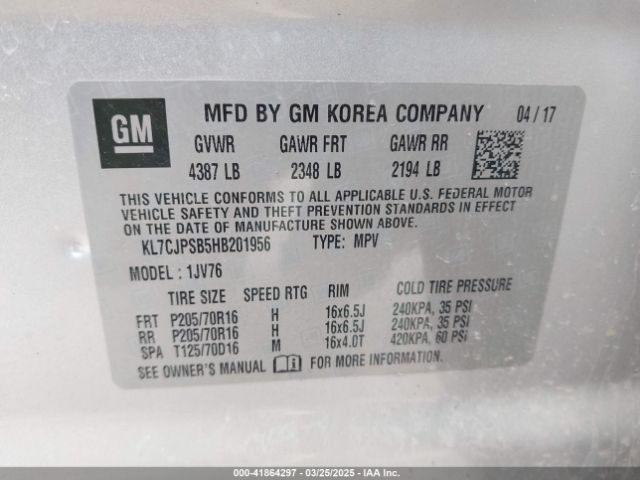 GM MFD BY GM KOREA COMPANY 04/17
GVWR GAWR FRT GAWR RR
4387 LB 2348 LB 2194 LB
THIS VEHICLE CONFORMS TO ALL APPLICABLE U.S. FEDERAL MOTOR
VEHICLE SAFETY AND THEFT PREVENTION STANDARDS IN EFFECT
ON THE DATE OF MANUFACTURE SHOWN ABOVE.
KL7CJPSB5HB201956 TYPE: MPV
MODEL : 1JV76
TIRE SIZE SPEED RTG RIM COLD TIRE PRESSURE
FRT P205/70R16 H 16x6.5J 240KPA, 35 PSI
RR P205/70R16 H 16x6.5J 240KPA, 35 PSI
SPA T125/70D16 M 16x4.0T 420KPA, 60 PSI
SEE OWNER'S MANUAL i FOR MORE INFORMATION.
000-41864297 - 03/25/2025 - IAAI.COM